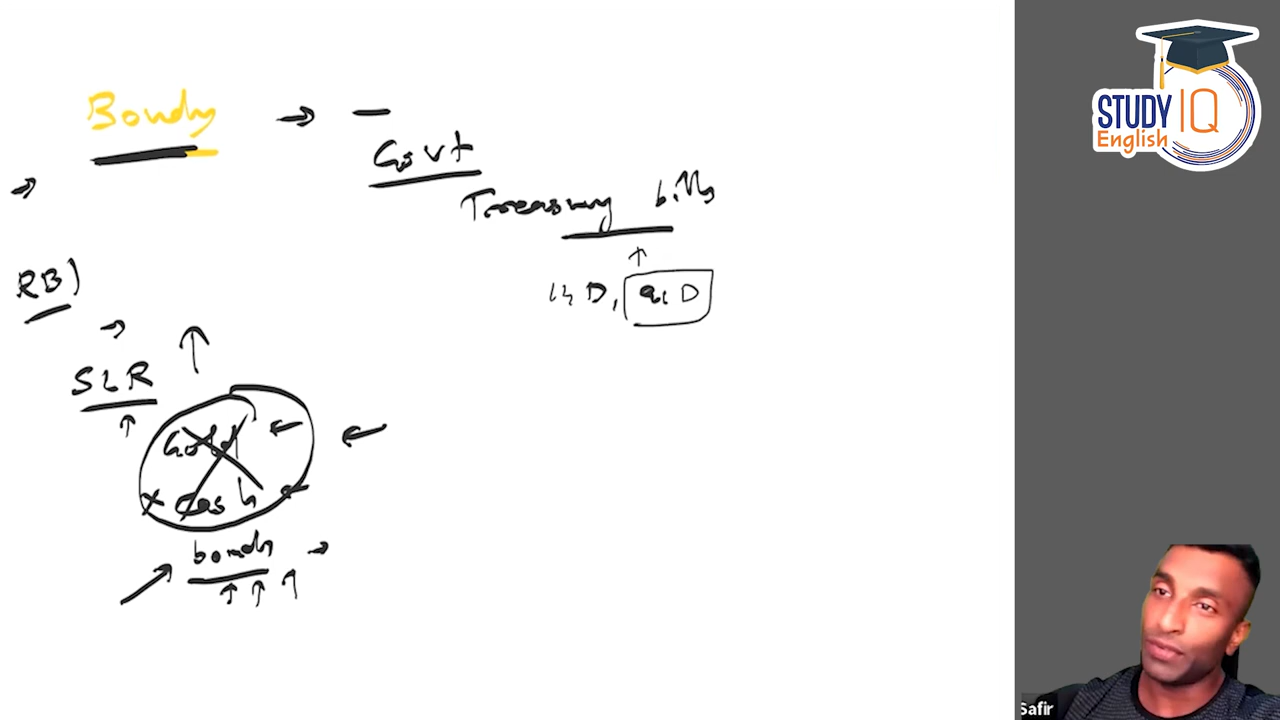 Bonds →
Govt
→
Treasury bills
↑
14 D, 91 D
RBI
→
SLR ↑
↑
Gold ← ←
x Cash ←
bonds →
↑ ↑ ↑
STUDY IQ
English
Safir